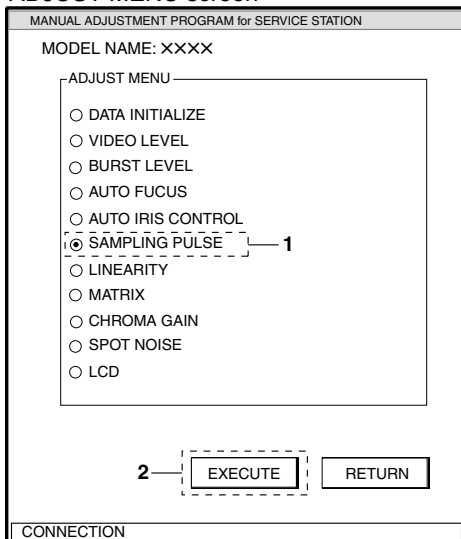 ADJUST MENU screen
MANUAL ADJUSTMENT PROGRAM for SERVICE STATION
MODEL NAME: ××××
ADJUST MENU
DATA INITIALIZE
VIDEO LEVEL
BURST LEVEL
AUTO FUCUS
AUTO IRIS CONTROL
SAMPLING PULSE 1
LINEARITY
MATRIX
CHROMA GAIN
SPOT NOISE
LCD
2 EXECUTE RETURN
CONNECTION